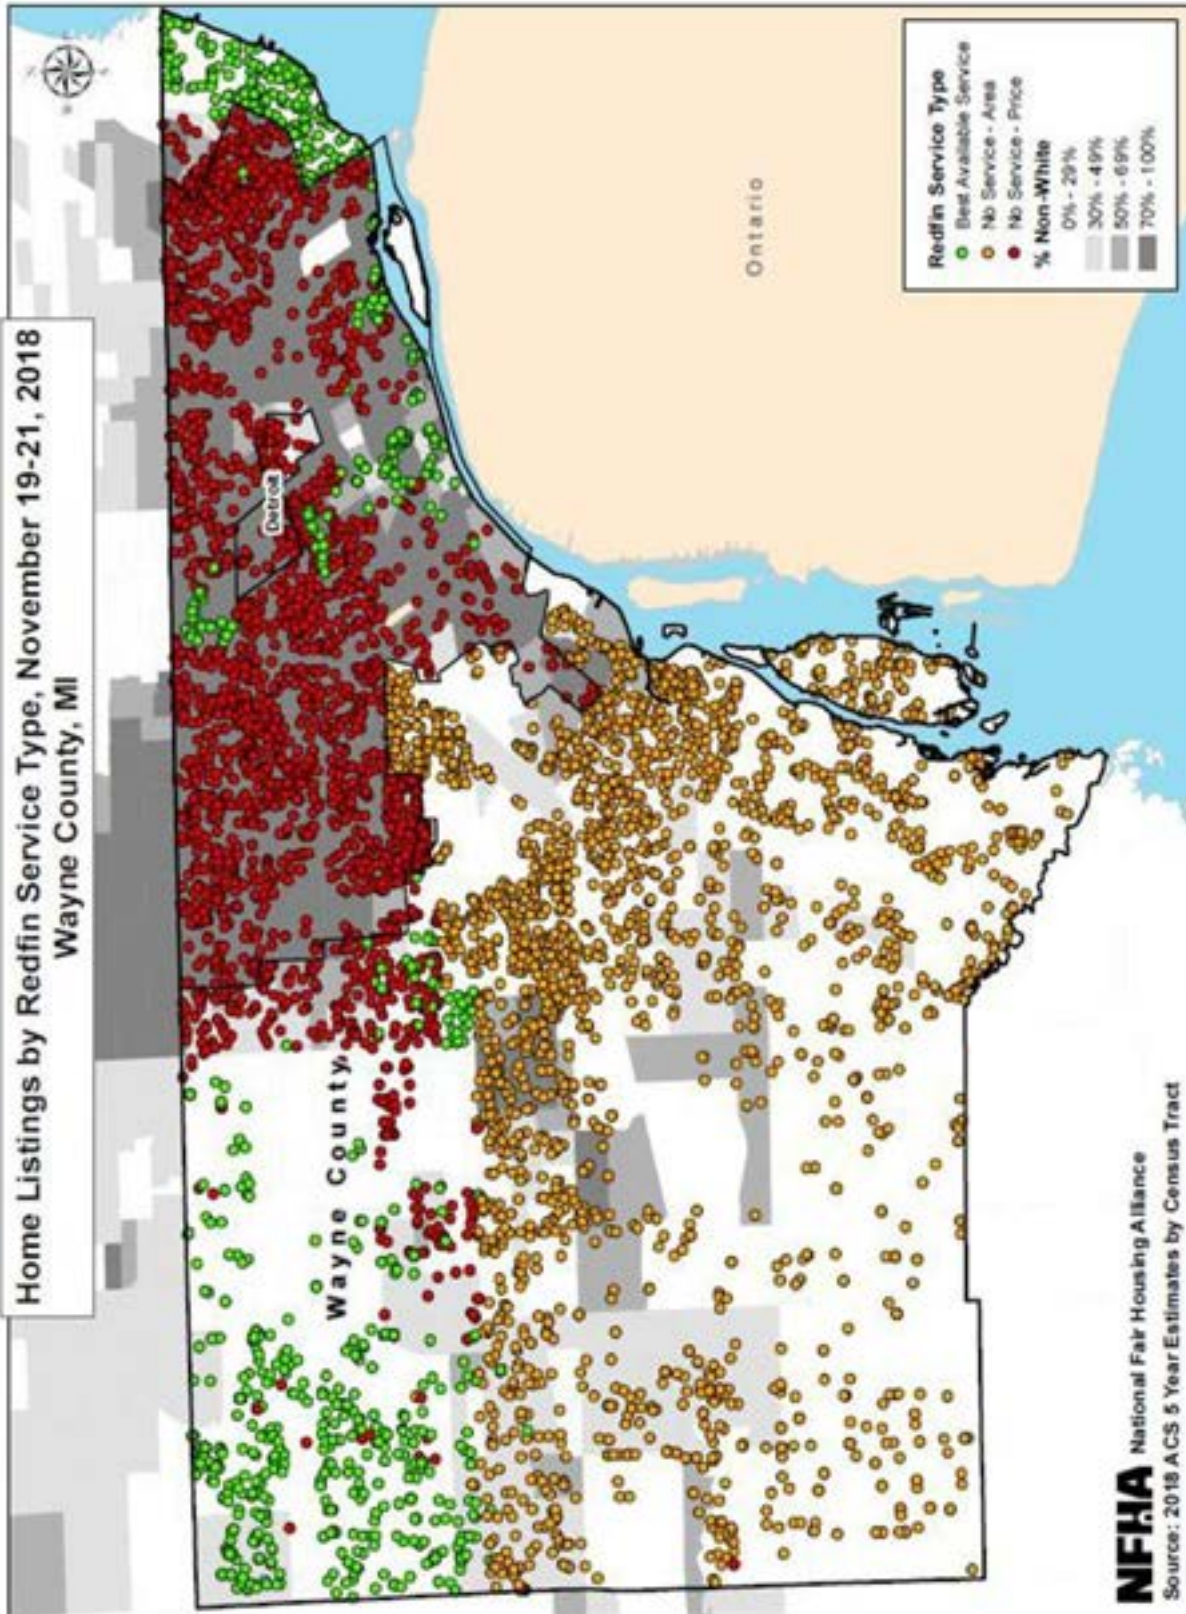 Home Listings by Redfin Service Type, November 19-21, 2018
Wayne County, MI
Detroit
Wayne County
Ontario
Redfin Service Type
Best Available Service
No Service - Area
No Service - Price
% Non-White
0% - 29%
30% - 49%
50% - 69%
70% - 100%
NFHA National Fair Housing Alliance
Source: 2018 ACS 5 Year Estimates by Census Tract